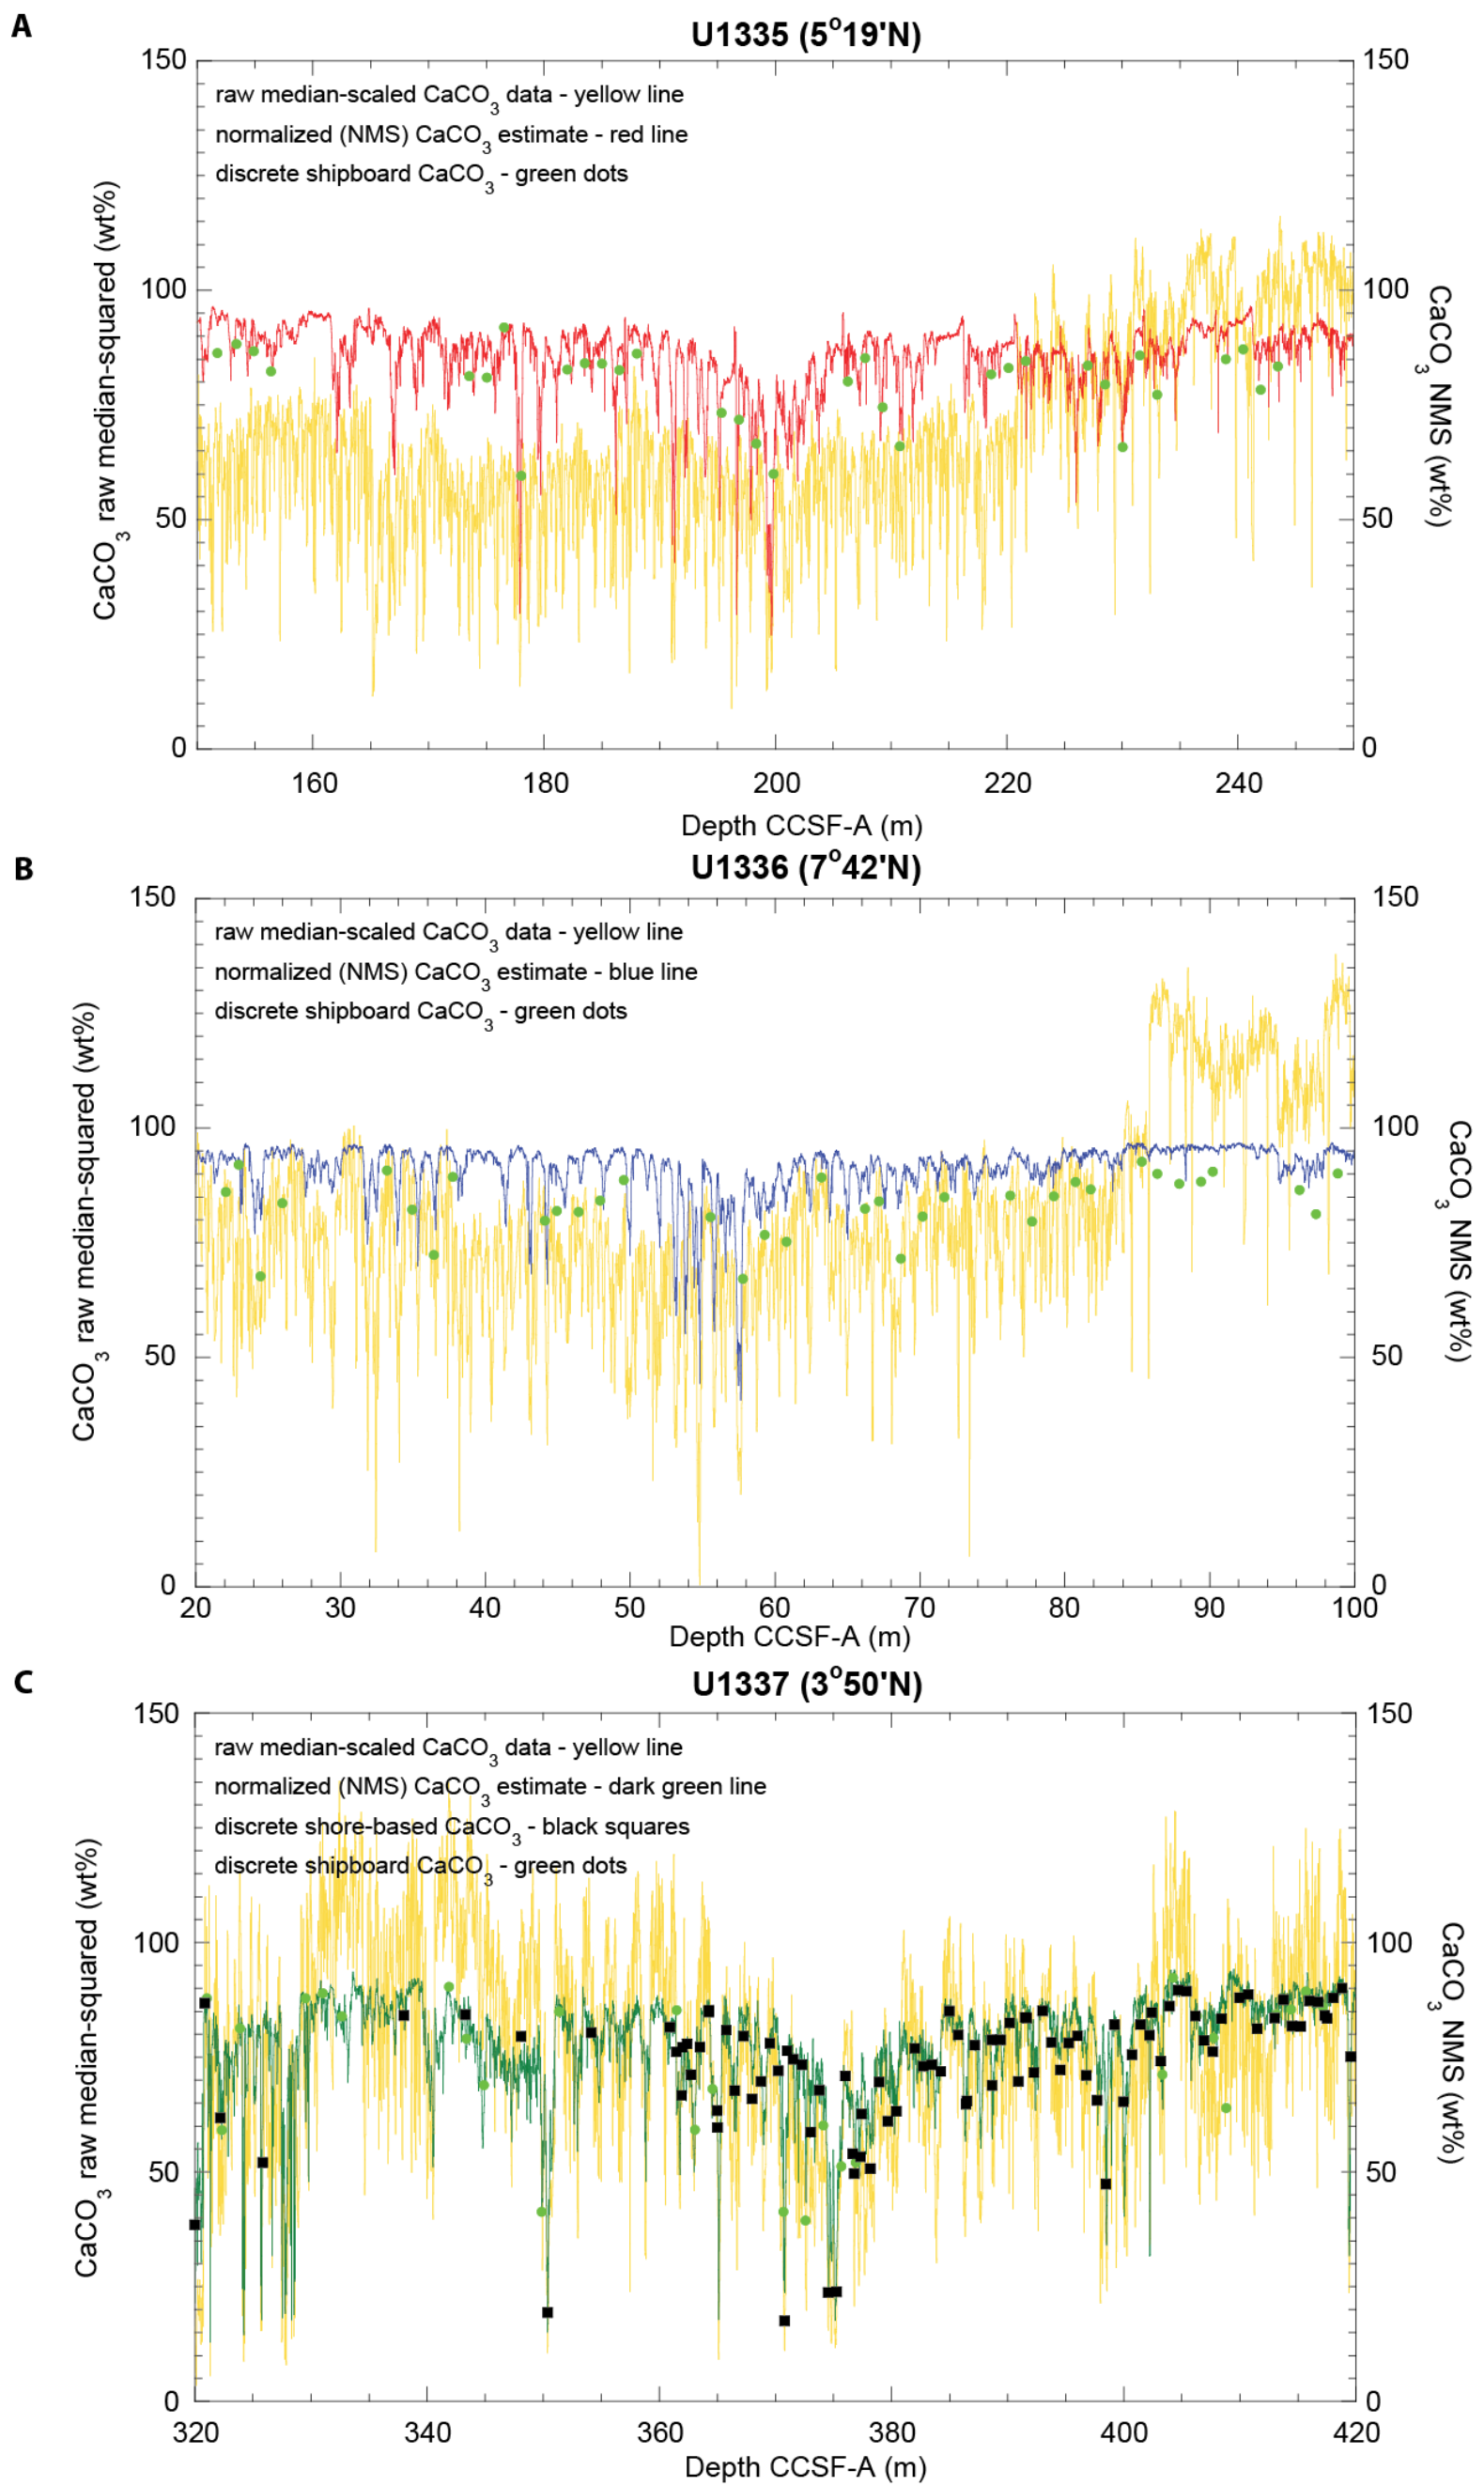 A
U1335 (5°19'N)
150
150
raw median-scaled CaCO3 data - yellow line
normalized (NMS) CaCO3 estimate - red line
discrete shipboard CaCO3 - green dots
CaCO3 raw median-squared (wt%)
CaCO3 NMS (wt%)
100
100
50
50
0
0
160 180 200 220 240
Depth CCSF-A (m)
B
U1336 (7°42'N)
150
150
raw median-scaled CaCO3 data - yellow line
normalized (NMS) CaCO3 estimate - blue line
discrete shipboard CaCO3 - green dots
CaCO3 raw median-squared (wt%)
CaCO3 NMS (wt%)
100
100
50
50
0
0
20 30 40 50 60 70 80 90 100
Depth CCSF-A (m)
C
U1337 (3°50'N)
150
150
raw median-scaled CaCO3 data - yellow line
normalized (NMS) CaCO3 estimate - dark green line
discrete shore-based CaCO3 - black squares
discrete shipboard CaCO3 - green dots
CaCO3 raw median-squared (wt%)
CaCO3 NMS (wt%)
100
100
50
50
0
0
320 340 360 380 400 420
Depth CCSF-A (m)